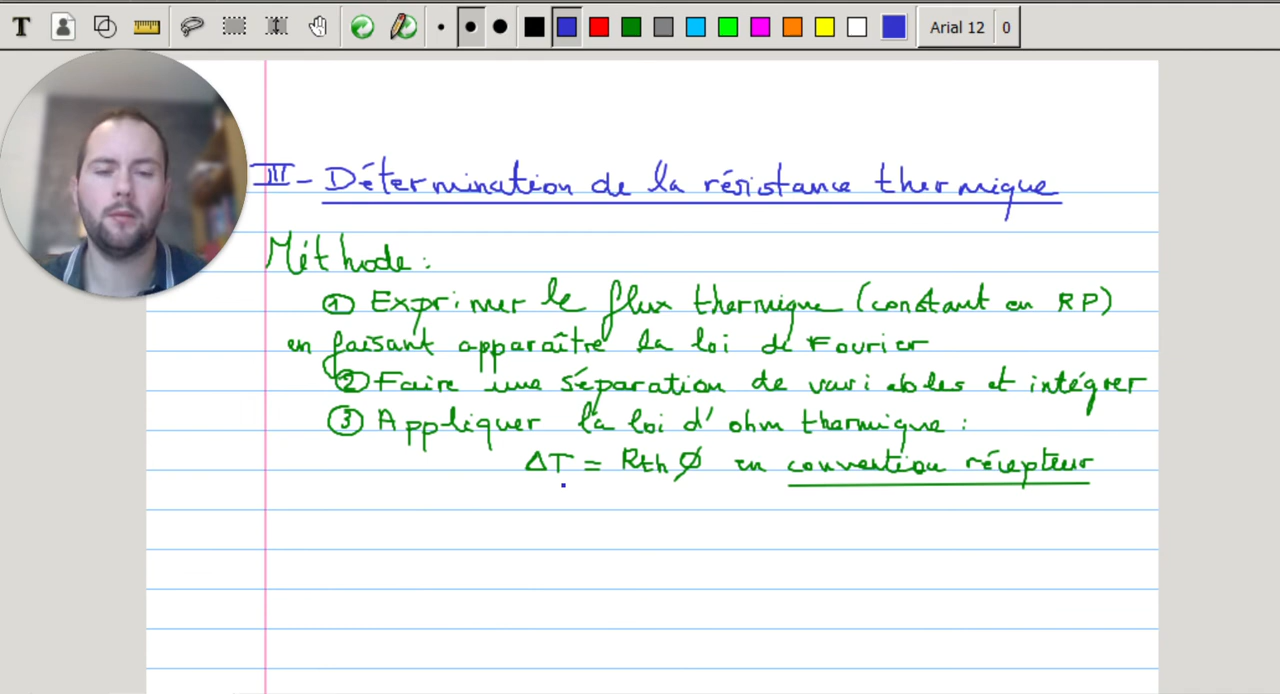 T
Arial 12
0
III- Détermination de la résistance thermique
Méthode :
① Exprimer le flux thermique (constant en RP)
en faisant apparaître la loi de Fourier
② Faire une séparation de variables et intégrer
③ Appliquer la loi d'ohm thermique :
ΔT = Rth Ø en convention récepteur